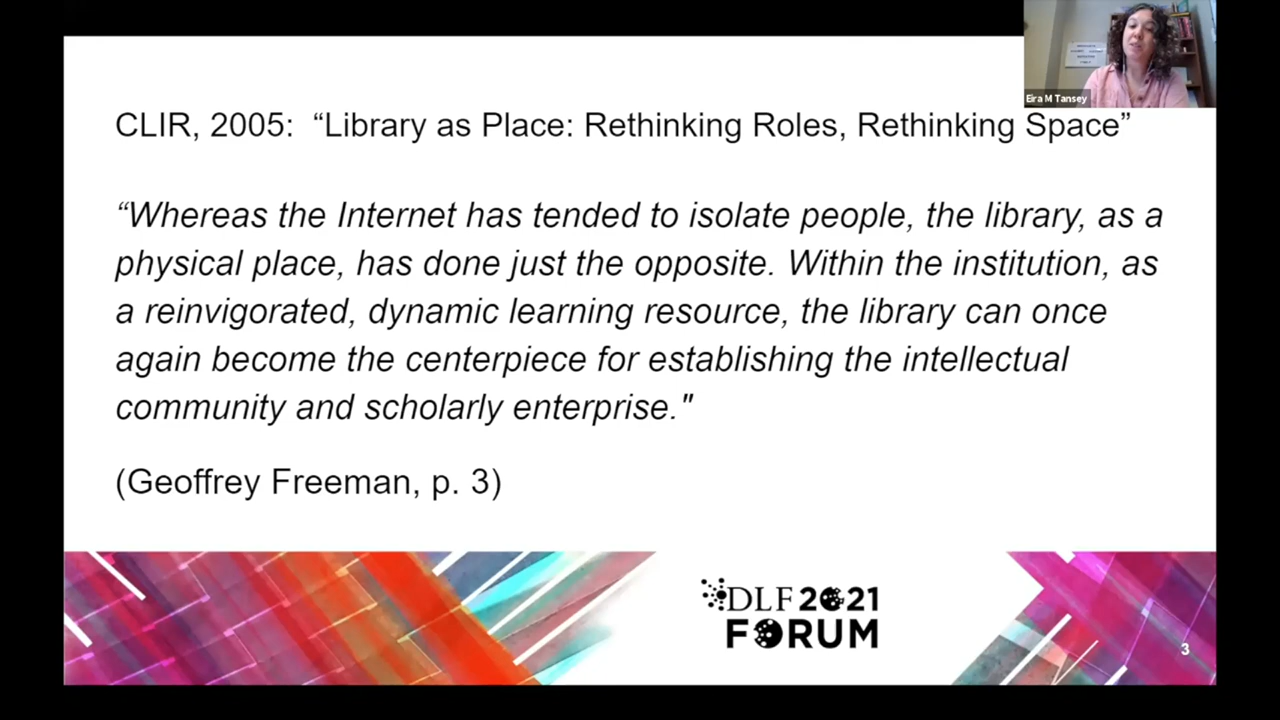 Eira M Tansey
CLIR, 2005: “Library as Place: Rethinking Roles, Rethinking Space”
“Whereas the Internet has tended to isolate people, the library, as a
physical place, has done just the opposite. Within the institution, as
a reinvigorated, dynamic learning resource, the library can once
again become the centerpiece for establishing the intellectual
community and scholarly enterprise."
(Geoffrey Freeman, p. 3)
DLF 2021
FORUM
3